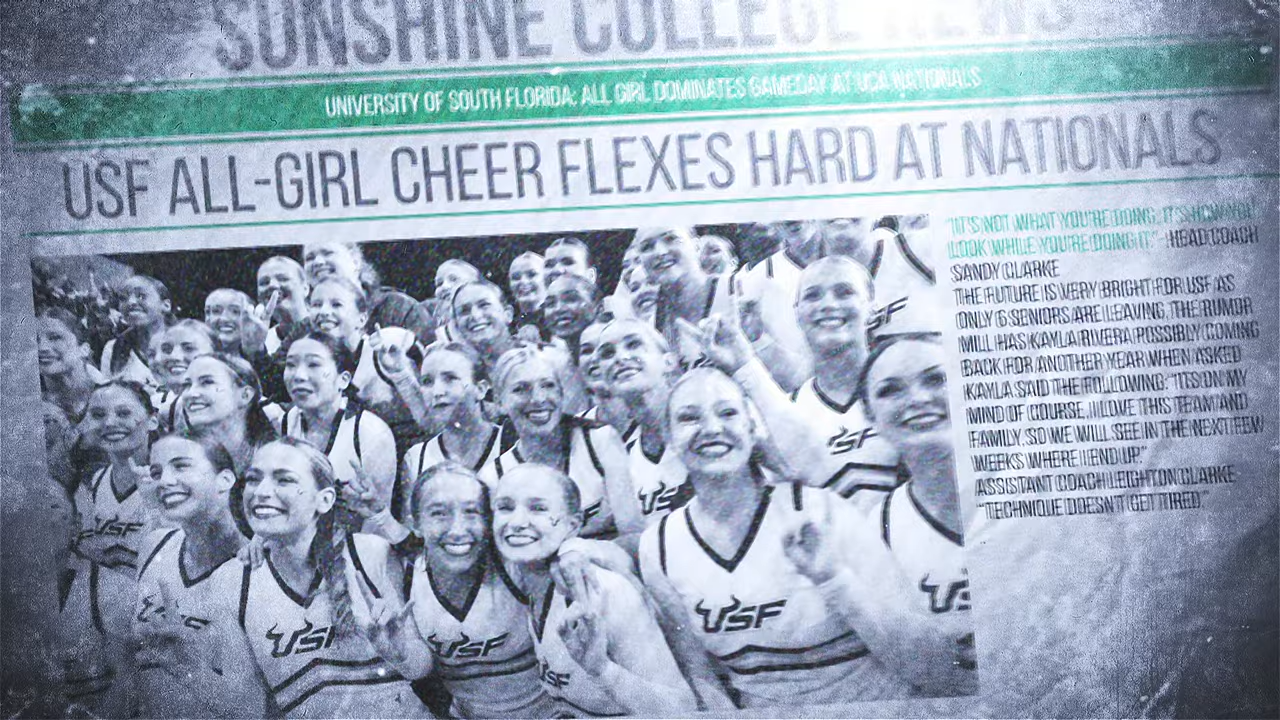 SUNSHINE COLLEGE NEWS
UNIVERSITY OF SOUTH FLORIDA: ALL GIRL DOMINATES GAMEDAY AT UCA NATIONALS
USF ALL-GIRL CHEER FLEXES HARD AT NATIONALS
"IT'S NOT WHAT YOU'RE DOING, IT'S HOW YOU
LOOK WHILE YOU'RE DOING IT." - HEAD COACH
SANDY CLARKE
THE FUTURE IS VERY BRIGHT FOR USF AS
ONLY 6 SENIORS ARE LEAVING. THE RUMOR
MILL HAS KAYLA RIVERA POSSIBLY COMING
BACK FOR ANOTHER YEAR WHEN ASKED
KAYLA SAID THE FOLLOWING: "ITS ON MY
MIND OF COURSE. I LOVE THIS TEAM AND
FAMILY. SO WE WILL SEE IN THE NEXT FEW
WEEKS WHERE I END UP."
ASSISTANT COACH LEIGHTON CLARKE
"TECHNIQUE DOESN'T GET TIRED."
USF
USF
USF
USF
USF
USF
USF